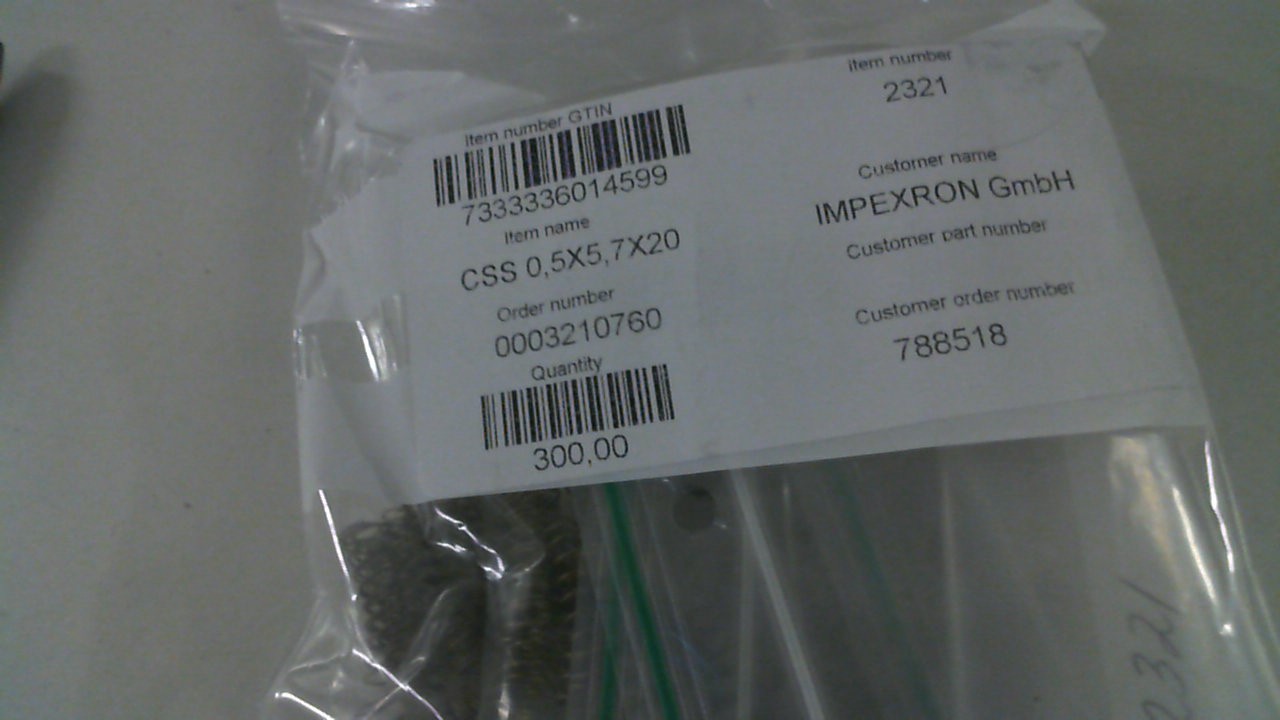 Item number GTIN
7333336014599
Item name
CSS 0,5X5,7X20
Order number
0003210760
Quantity
300,00
item number
2321
Customer name
IMPEXRON GmbH
Customer part number
Customer order number
788518
2321